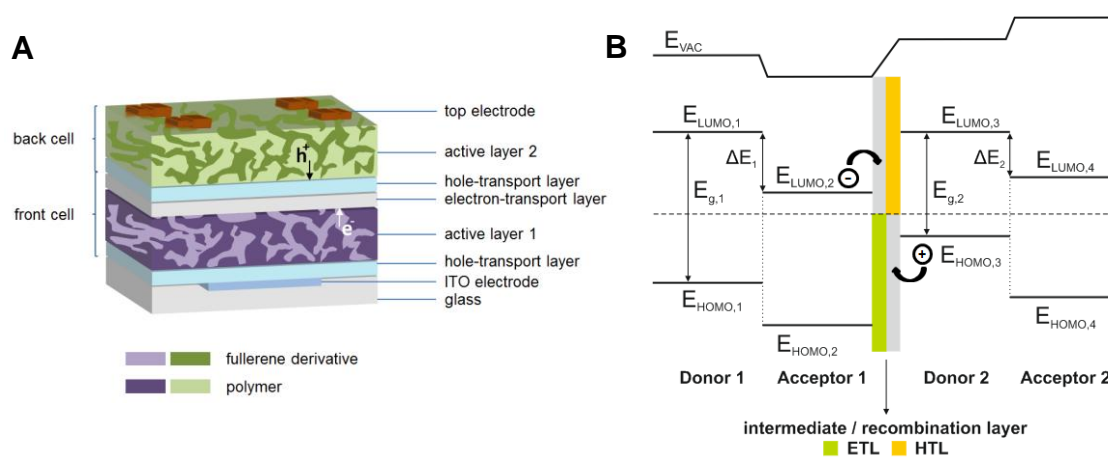 A
back cell
front cell
h+
e-
top electrode
active layer 2
hole-transport layer
electron-transport layer
active layer 1
hole-transport layer
ITO electrode
glass
fullerene derivative
polymer
B
EVAC
ELUMO,1
ELUMO,3
ΔE1
ΔE2
ELUMO,2
ELUMO,4
-
Eg,1
Eg,2
+
EHOMO,3
EHOMO,1
EHOMO,4
EHOMO,2
Donor 1 Acceptor 1 Donor 2 Acceptor 2
intermediate / recombination layer
ETL HTL